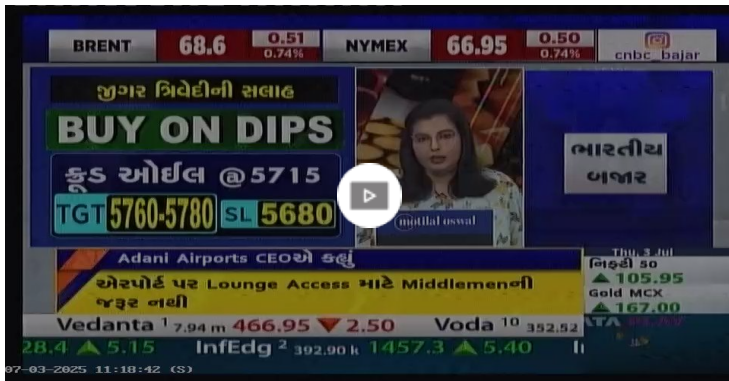 BRENT 68.6 0.51 0.74% NYMEX 66.95 0.50 0.74% cnbc_bajar
જીગર ત્રિવેદીની સલાહ
BUY ON DIPS
ક્રૂડ ઓઈલ @5715
TGT 5760-5780 SL 5680
motilal oswal
ભારતીય
બજાર
Adani Airports CEOએ કહ્યું
એરપોર્ટ પર Lounge Access માટે Middlemenની
જરૂર નથી
Thu, 3 Jul
નિફ્ટી 50
▲105.95
Gold MCX
▲167.00
Vedanta 1 7.94 m 466.95 ▼ 2.50 Voda 10 352.52
TATA PLAY
28.4 ▲ 5.15 InfEdg 2 392.90 k 1457.3 ▲ 5.40
07-03-2025 11:18:42 (S)